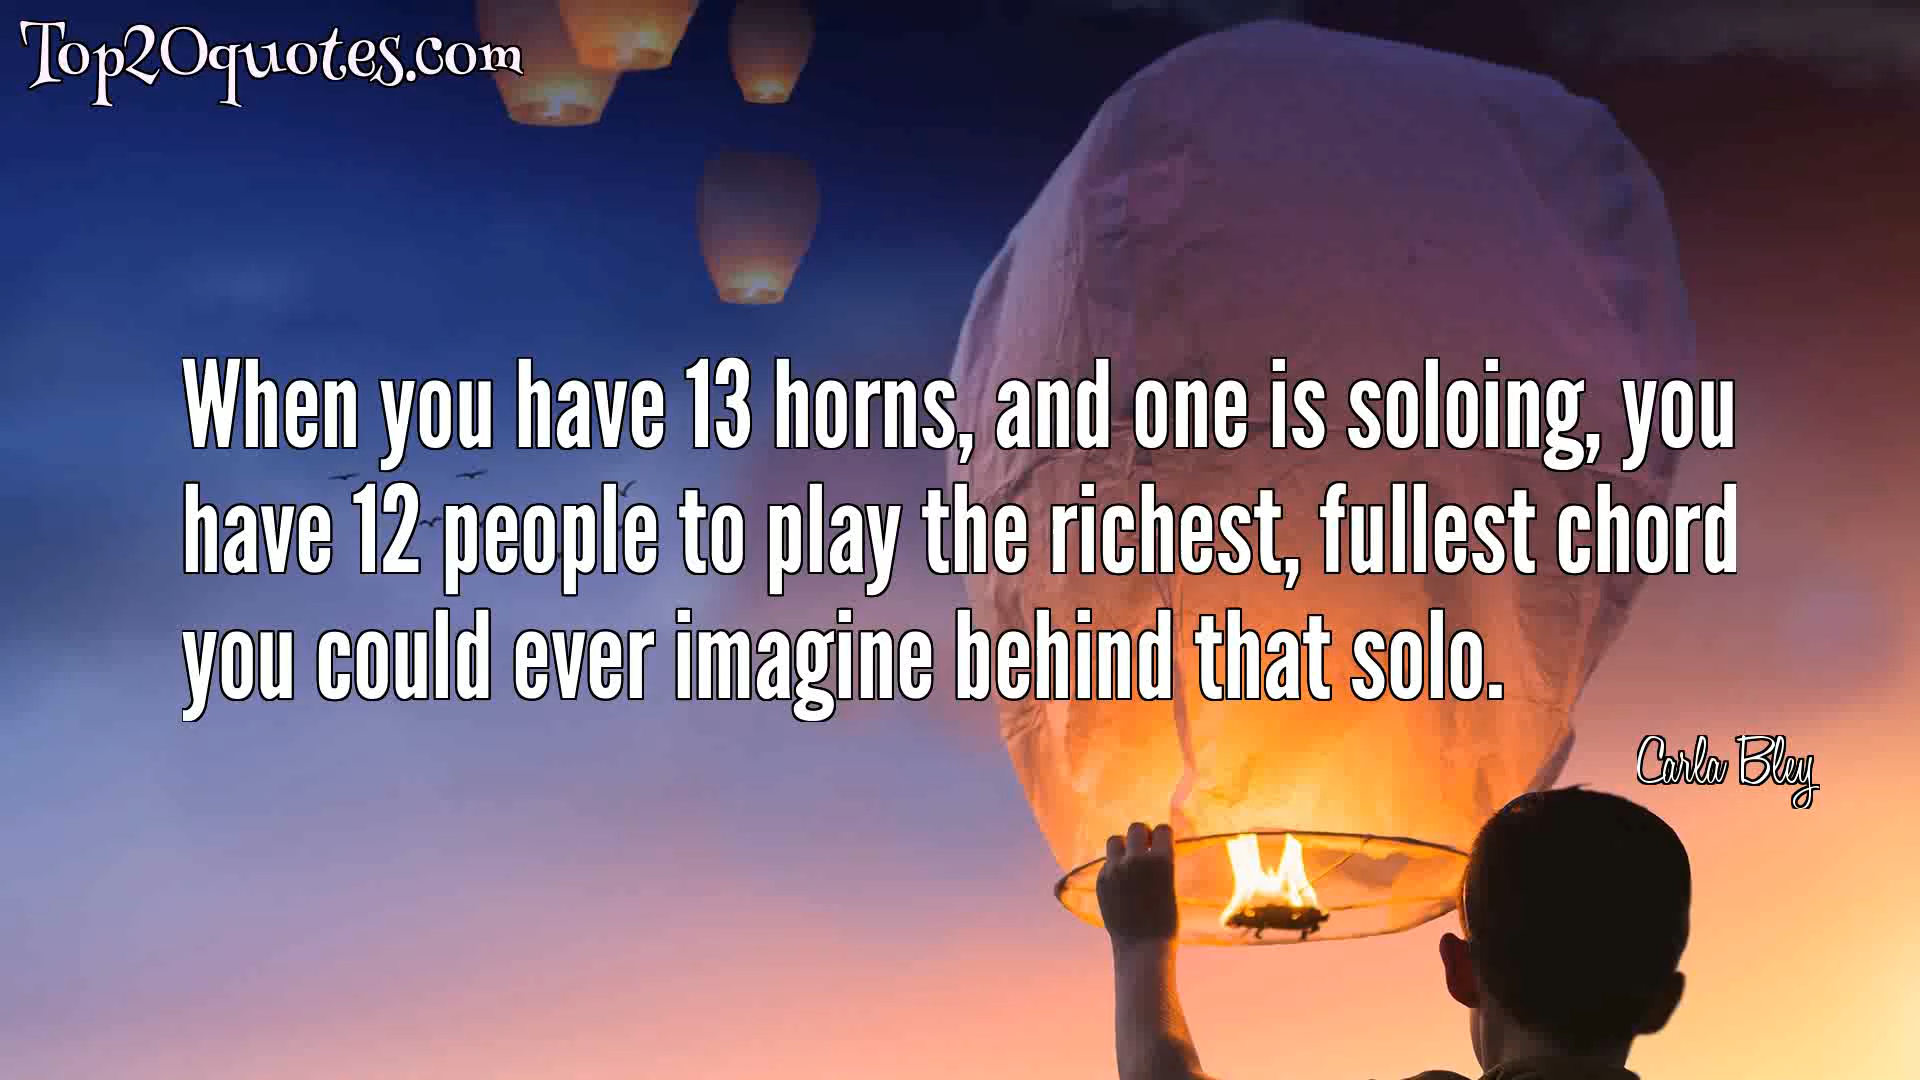 Top20quotes.com
When you have 13 horns, and one is soloing, you
have 12 people to play the richest, fullest chord
you could ever imagine behind that solo.
Carla Bley